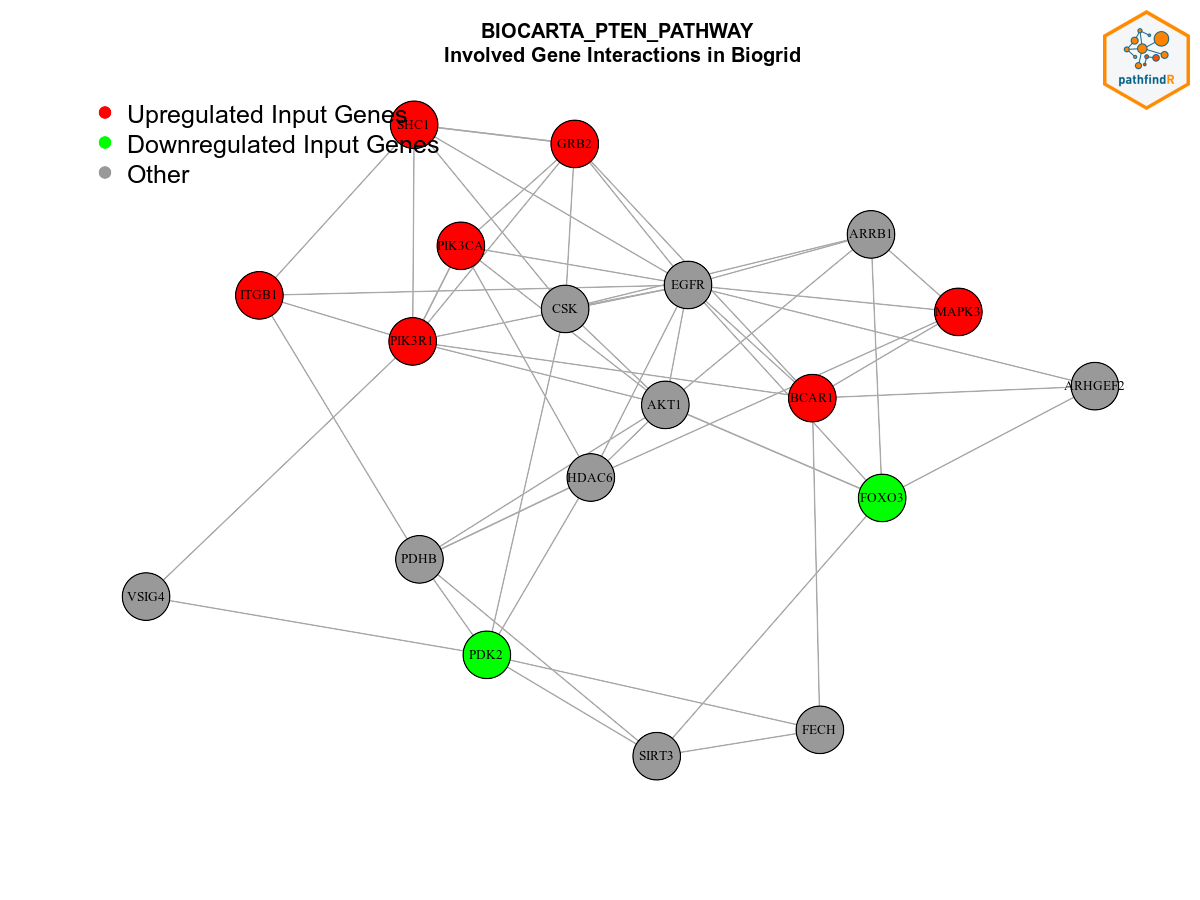 BIOCARTA_PTEN_PATHWAY
Involved Gene Interactions in Biogrid
pathfindR
Upregulated Input Genes
Downregulated Input Genes
Other
SHC1
GRB2
ARRB1
PIK3CA
EGFR
ITGB1
CSK
MAPK3
PIK3R1
ARHGEF2
BCAR1
AKT1
HDAC6
FOXO3
PDHB
VSIG4
PDK2
FECH
SIRT3